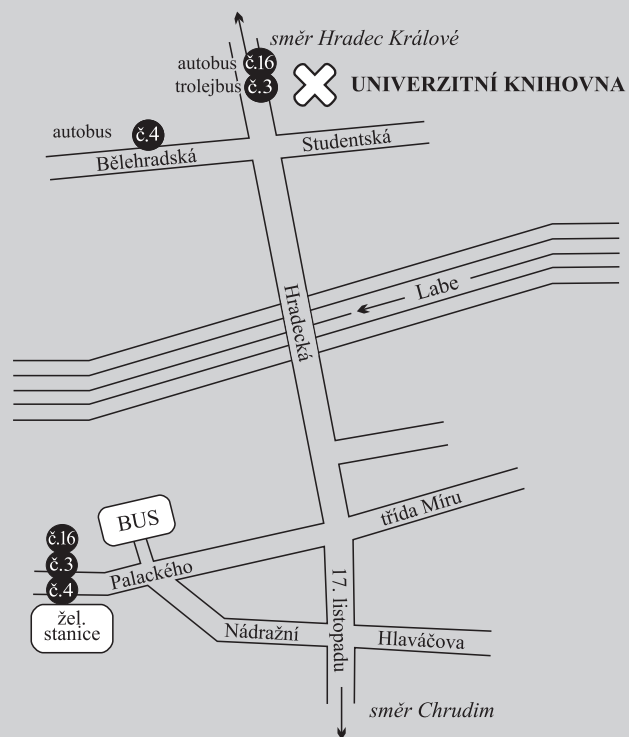 směr Hradec Králové
autobus č.16
trolejbus č.3
UNIVERZITNÍ KNIHOVNA
autobus č.4
Studentská
Bělehradská
Labe
Hradecká
třída Míru
BUS
č.16
č.3
č.4
Palackého
žel.
stanice
17. listopadu
Nádražní
Hlaváčova
směr Chrudim